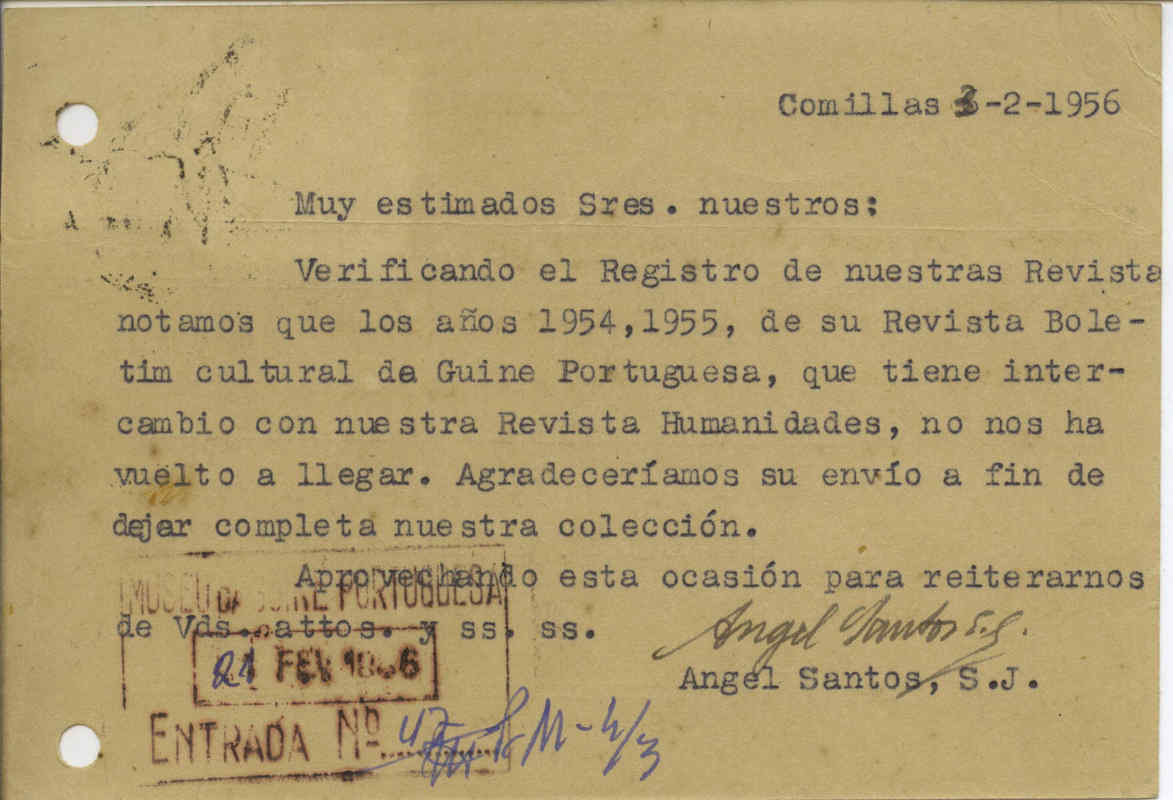 Comillas 3-2-1956
Muy estimados Sres. nuestros:
Verificando el Registro de nuestras Revista
notamos que los años 1954,1955, de su Revista Bole-
tim cultural de Guine Portuguesa, que tiene inter-
cambio con nuestra Revista Humanidades, no nos ha
vuelto a llegar. Agradeceríamos su envío a fin de
dejar completa nuestra colección.
Aprovechando esta ocasión para reiterarnos
de Vds. attos. y ss. ss.
Angel Santos S.J.
Angel Santos, S.J.
MUSEU DA GUINÉ PORTUGUESA
21 FEV 1956
ENTRADA Nº 47